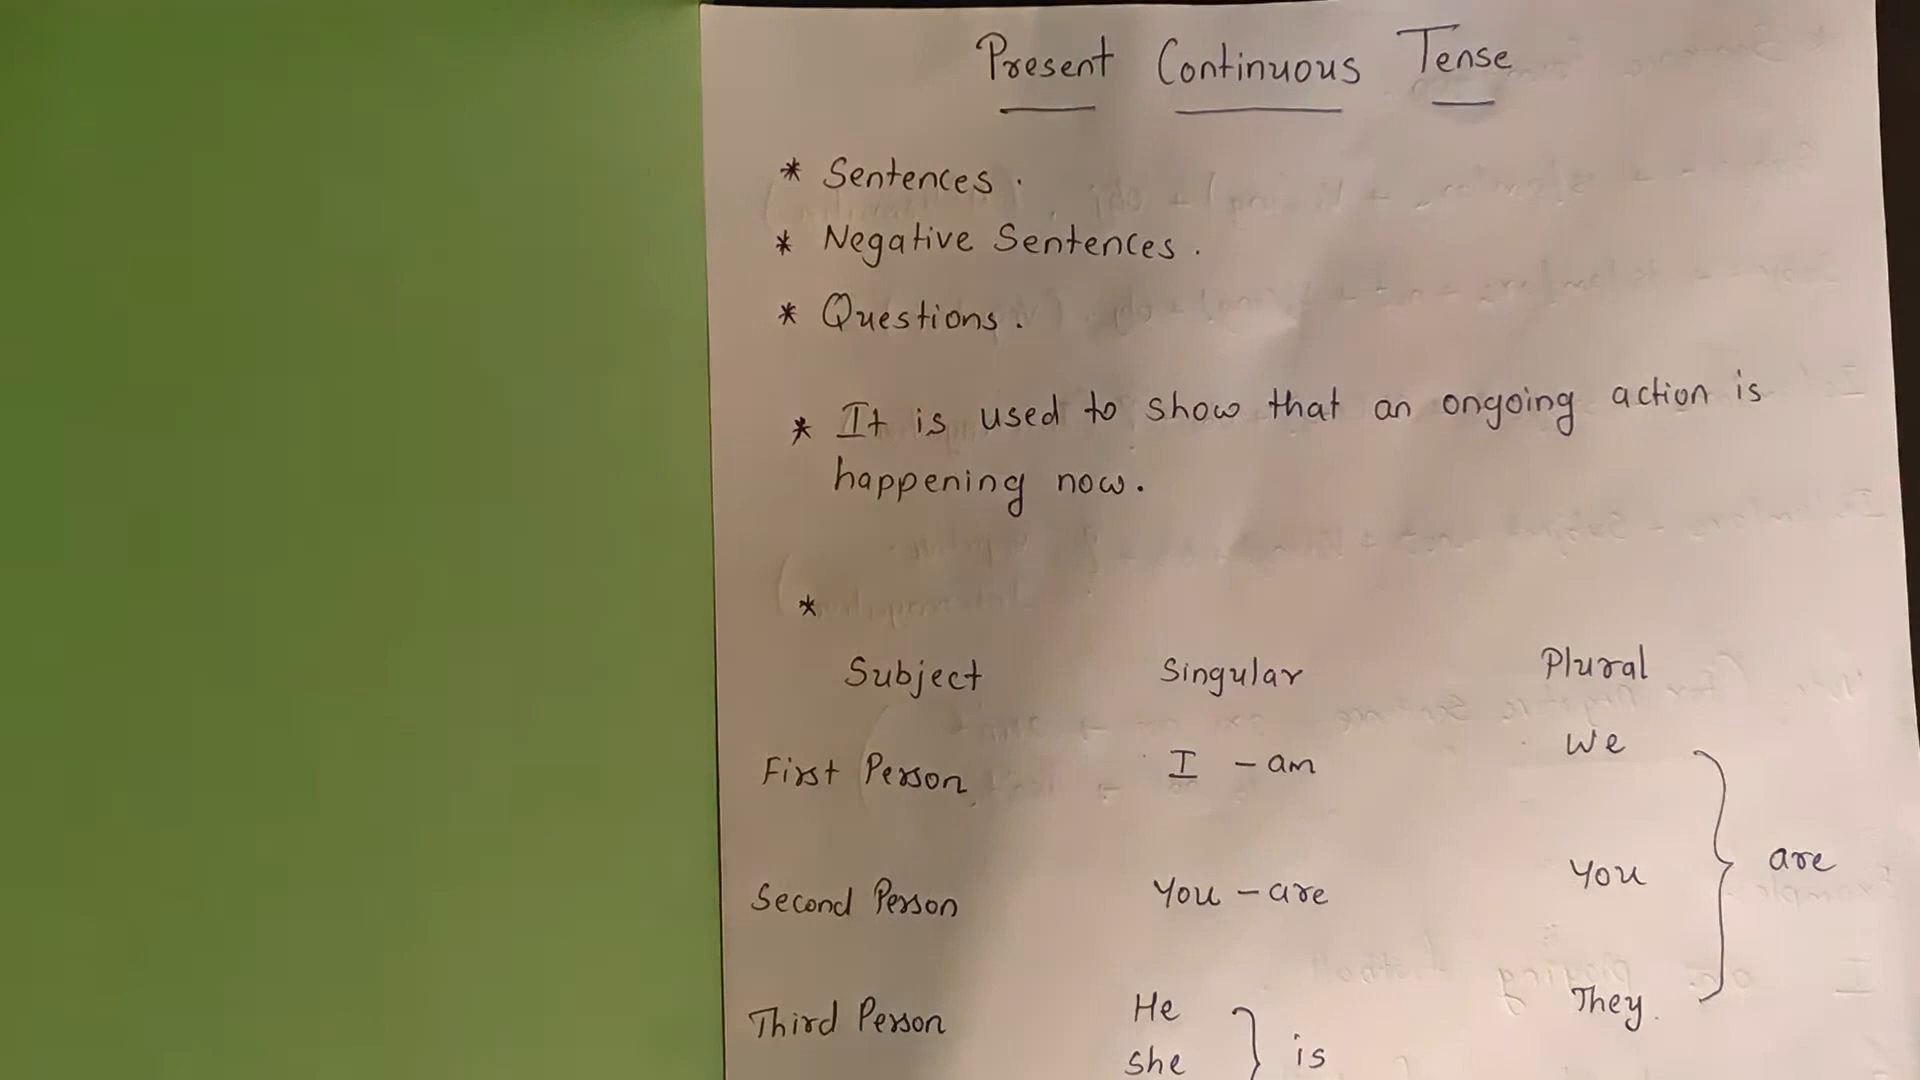 Present Continuous Tense
* Sentences.
* Negative Sentences.
* Questions.
* It is used to show that an ongoing action is
happening now.
*
Subject Singular Plural
First Person I - am We
Second Person You - are You } are
Third Person He They.
she } is